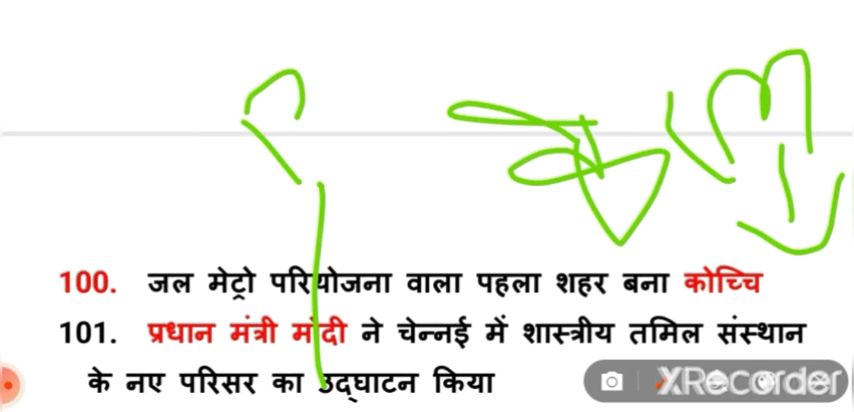 100. जल मेट्रो परियोजना वाला पहला शहर बना कोच्चि
101. प्रधान मंत्री मोदी ने चेन्नई में शास्त्रीय तमिल संस्थान
के नए परिसर का उद्घाटन किया
XRecorder